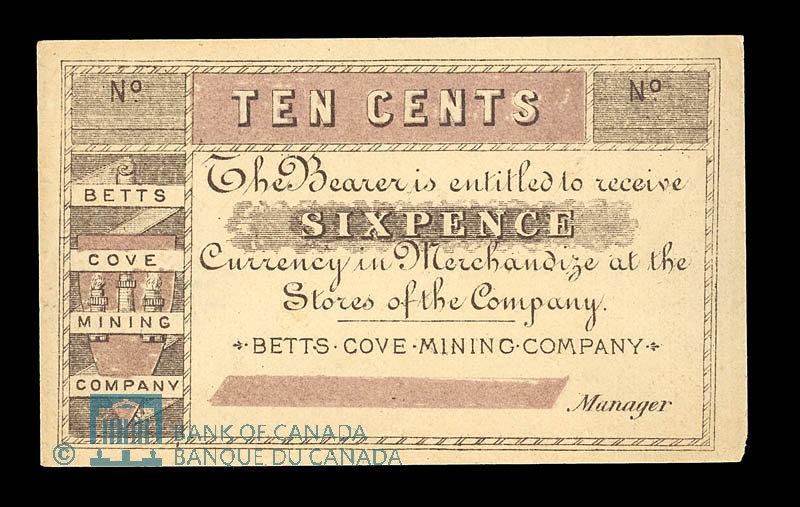 Nº
TEN CENTS
Nº
BETTS
COVE
MINING
COMPANY
The Bearer is entitled to receive
SIXPENCE
Currency in Merchandize at the
Stores of the Company.
BETTS · COVE · MINING · COMPANY
Manager
© BANK OF CANADA
BANQUE DU CANADA